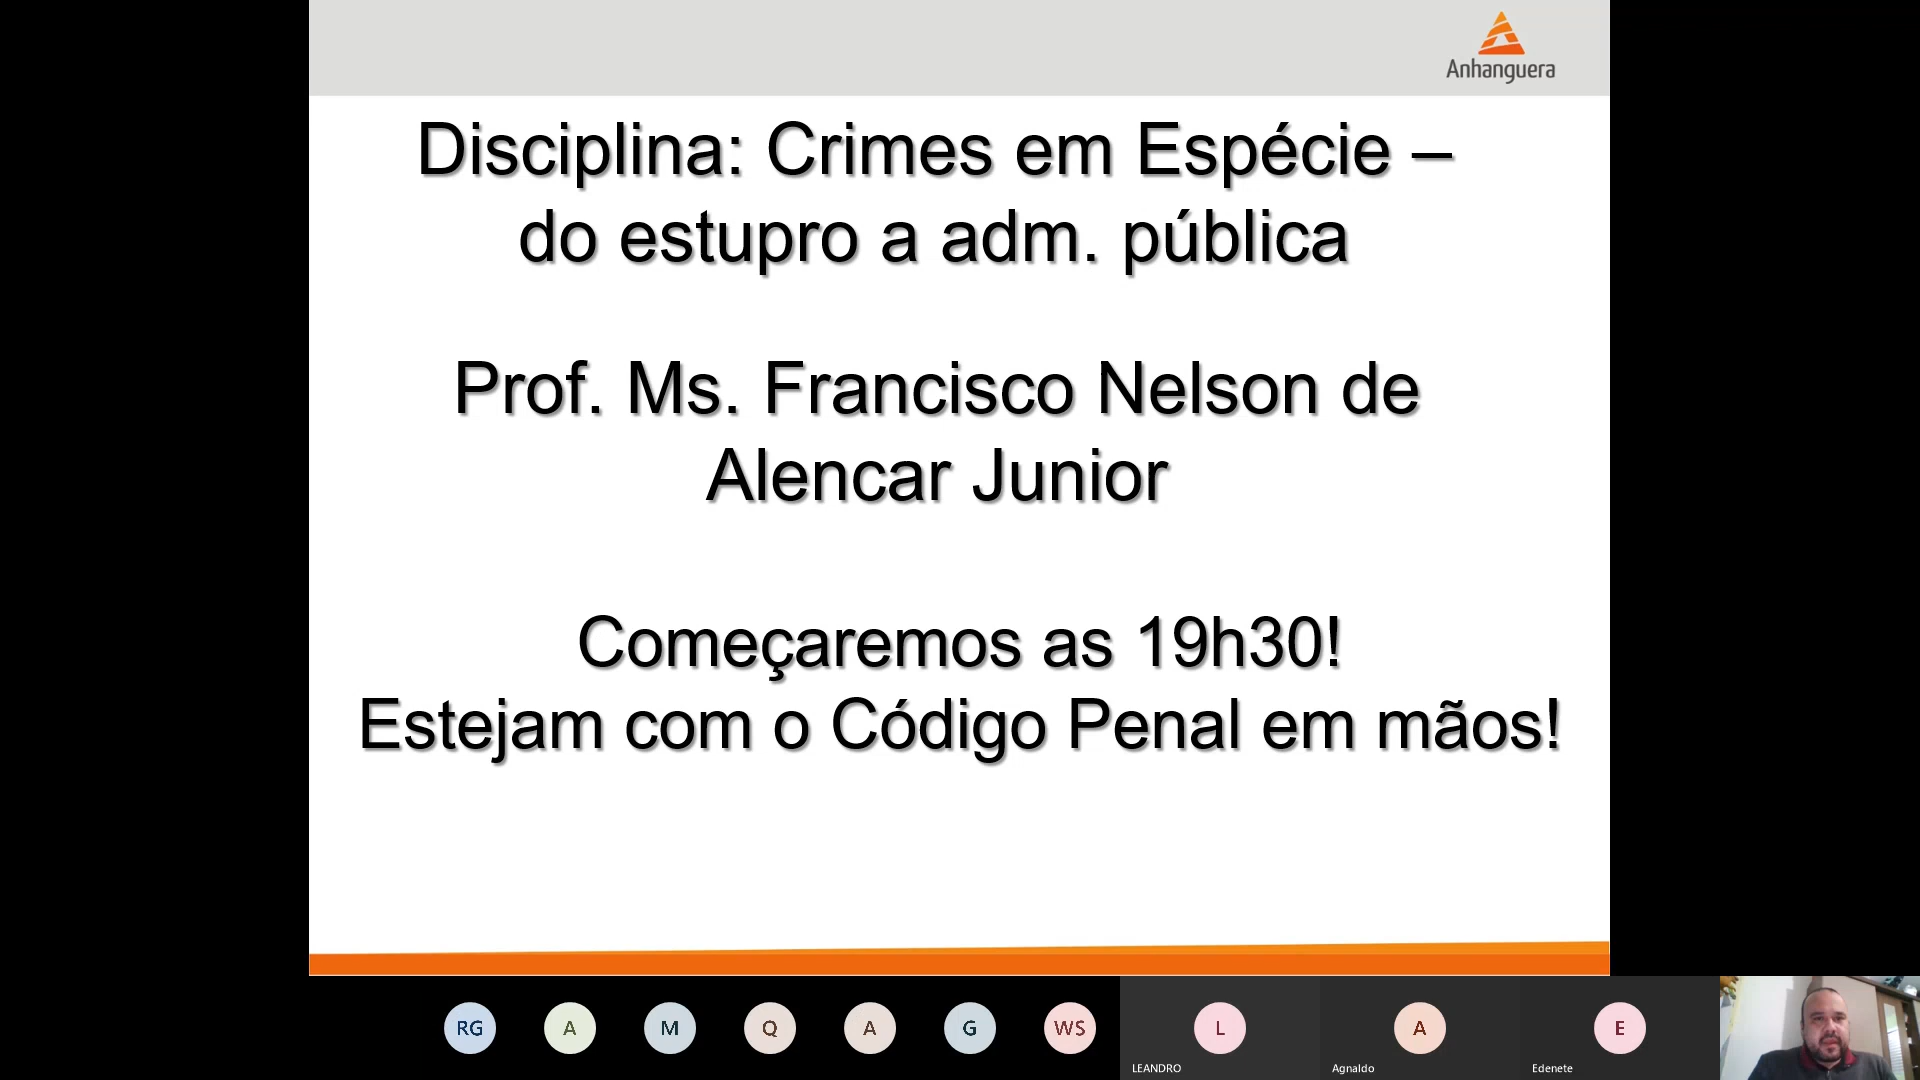 Anhanguera
Disciplina: Crimes em Espécie –
do estupro a adm. pública
Prof. Ms. Francisco Nelson de
Alencar Junior
Começaremos as 19h30!
Estejam com o Código Penal em mãos!
RG A M Q A G WS L A E
LEANDRO Agnaldo Edenete